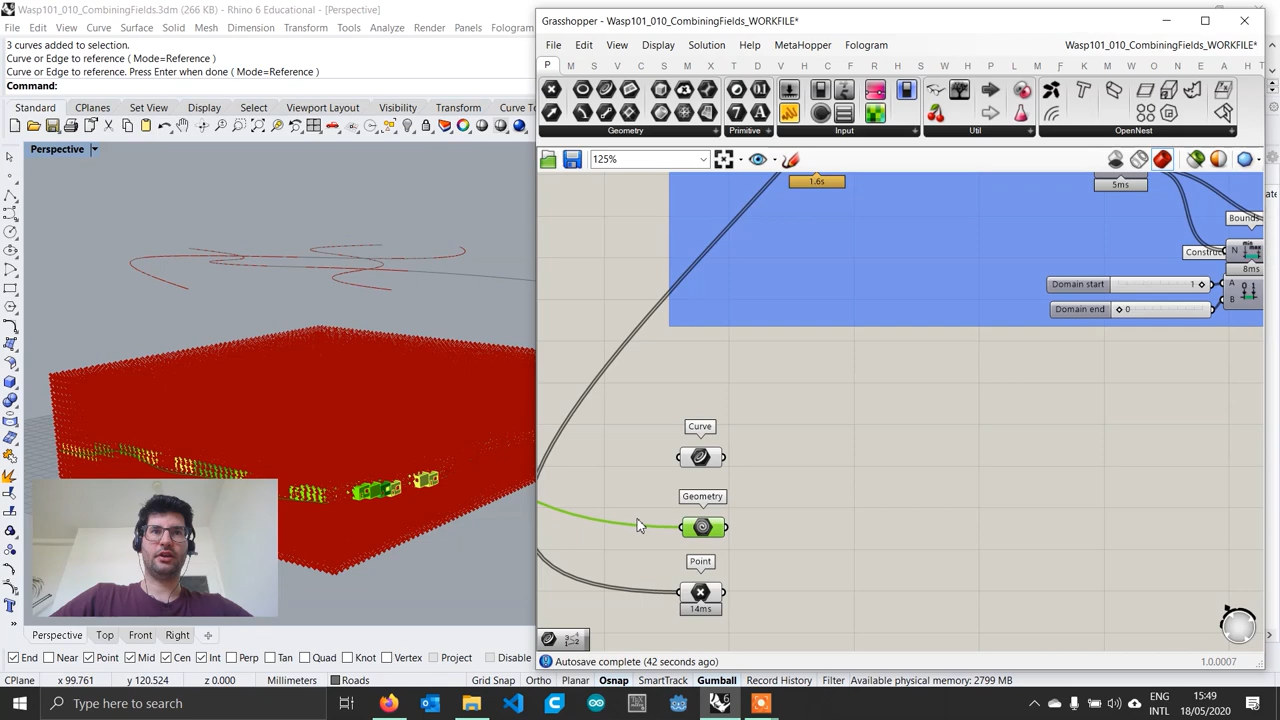 Wasp101_010_CombiningFields.3dm (266 KB) - Rhino 6 Educational - [Perspective]
File Edit View Curve Surface Solid Mesh Dimension Transform Tools Analyze Render Panels
3 curves added to selection.
Curve or Edge to reference ( Mode=Reference )
Curve or Edge to reference. Press Enter when done ( Mode=Reference )
Command:
Standard CPlanes Set View Display Select Viewport Layout Visibility Transform Curve To
Perspective
Grasshopper - Wasp101_010_CombiningFields_WORKFILE*
File Edit View Display Solution Help MetaHopper Fologram Wasp101_010_CombiningFields_WORKFILE*
P M S V C S M X T D V U K L H H S L W T M F L D O N E A H T
Geometry Primitive Input Util OpenNest
125%
1.6s
5ms
Bounds
Construc
N
8ms
Domain start 1
A
B
Domain end 0
Curve
Geometry
Point
14ms
Autosave complete (42 seconds ago) 1.0.0007
Perspective Top Front Right
End Near Point Mid Cen Int Perp Tan Quad Knot Vertex Project Disable
CPlane x 99.761 y 120.524 z 0.000 Millimeters Roads Grid Snap Ortho Planar Osnap SmartTrack Gumball Record History Filter Available physical memory: 2799 MB
Type here to search
ENG
INTL
15:49
18/05/2020